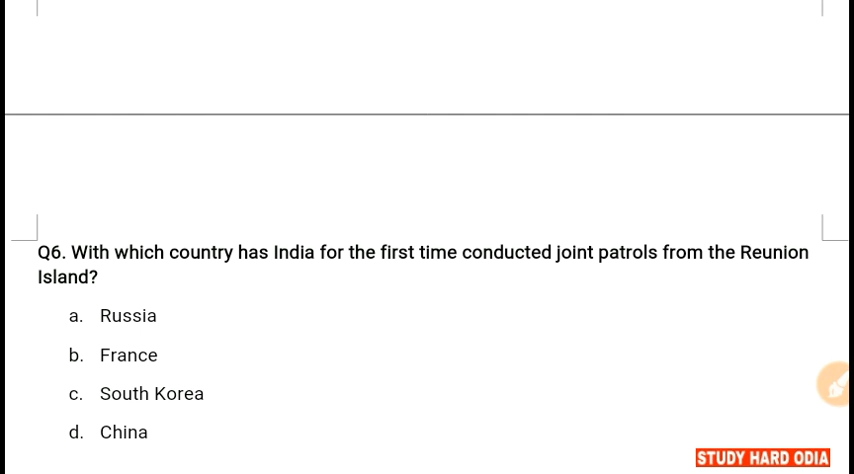 Q6. With which country has India for the first time conducted joint patrols from the Reunion
Island?
a. Russia
b. France
c. South Korea
d. China
STUDY HARD ODIA